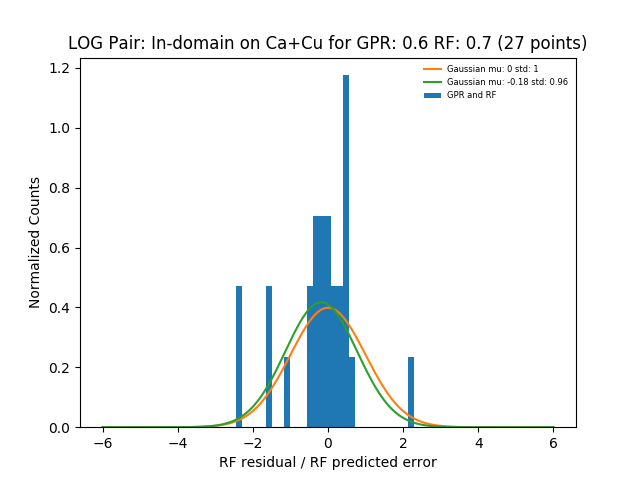 LOG Pair: In-domain on Ca+Cu for GPR: 0.6 RF: 0.7 (27 points)
Gaussian mu: 0 std: 1
Gaussian mu: -0.18 std: 0.96
GPR and RF
Normalized Counts
1.2
1.0
0.8
0.6
0.4
0.2
0.0
−6 −4 −2 0 2 4 6
RF residual / RF predicted error